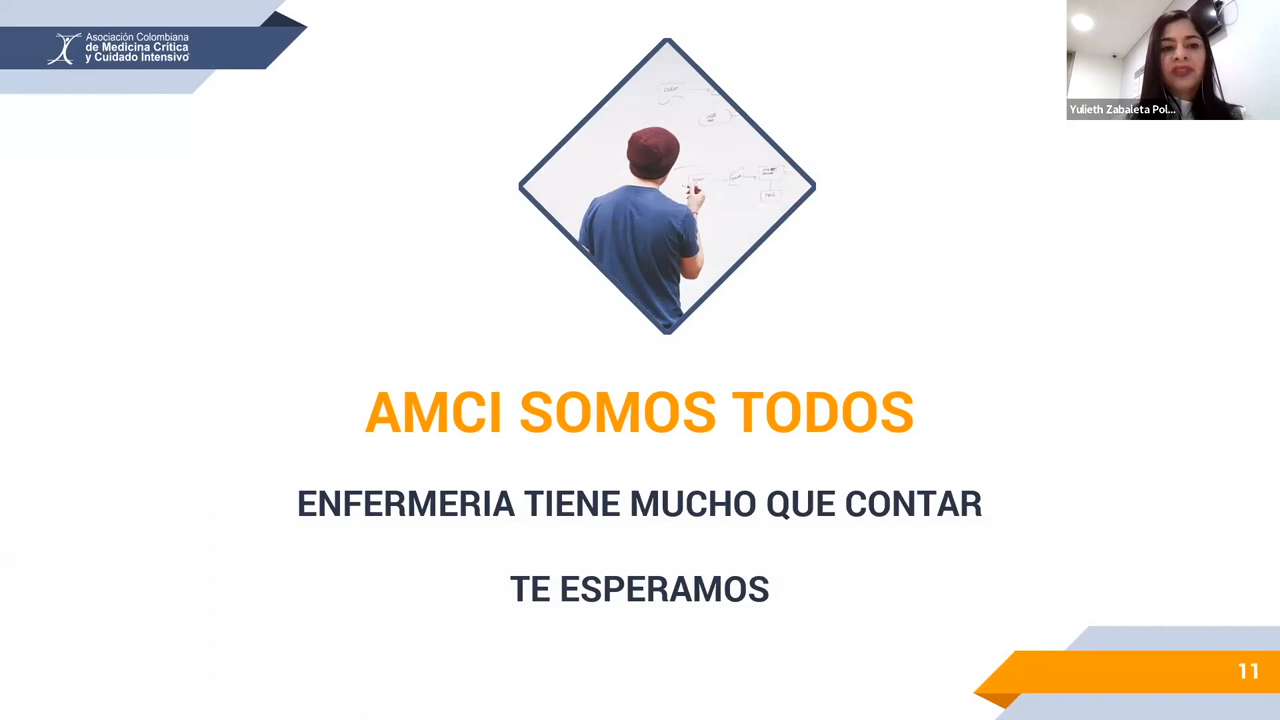 Asociación Colombiana
de Medicina Crítica
y Cuidado Intensivo
Yulieth Zabaleta Pol...
AMCI SOMOS TODOS
ENFERMERIA TIENE MUCHO QUE CONTAR
TE ESPERAMOS
11